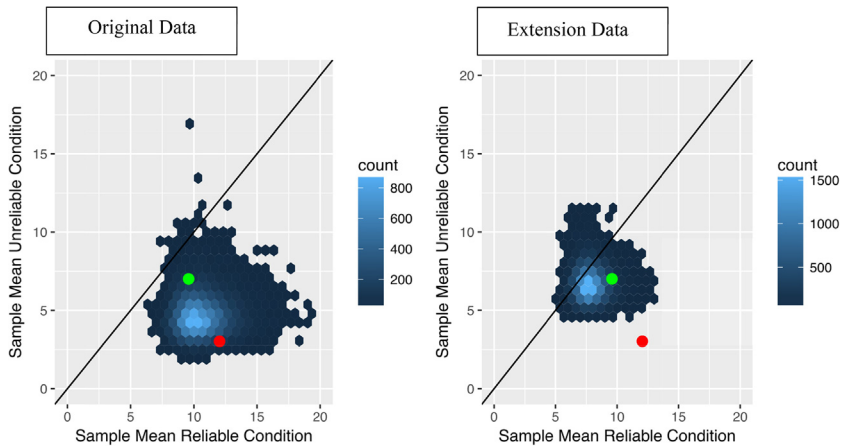 Original Data
20
15
10
5
0
0 5 10 15 20
Sample Mean Reliable Condition
Sample Mean Unreliable Condition
count
800
600
400
200
Extension Data
20
15
10
5
0
0 5 10 15 20
Sample Mean Reliable Condition
Sample Mean Unreliable Condition
count
1500
1000
500